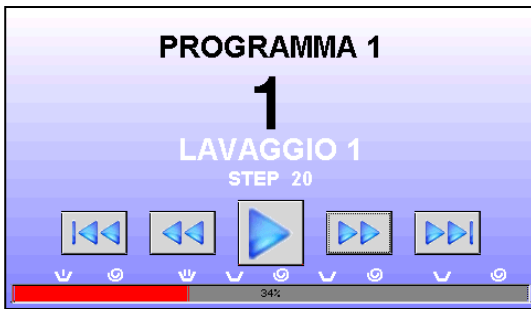 PROGRAMMA 1
1
LAVAGGIO 1
STEP 20
34%